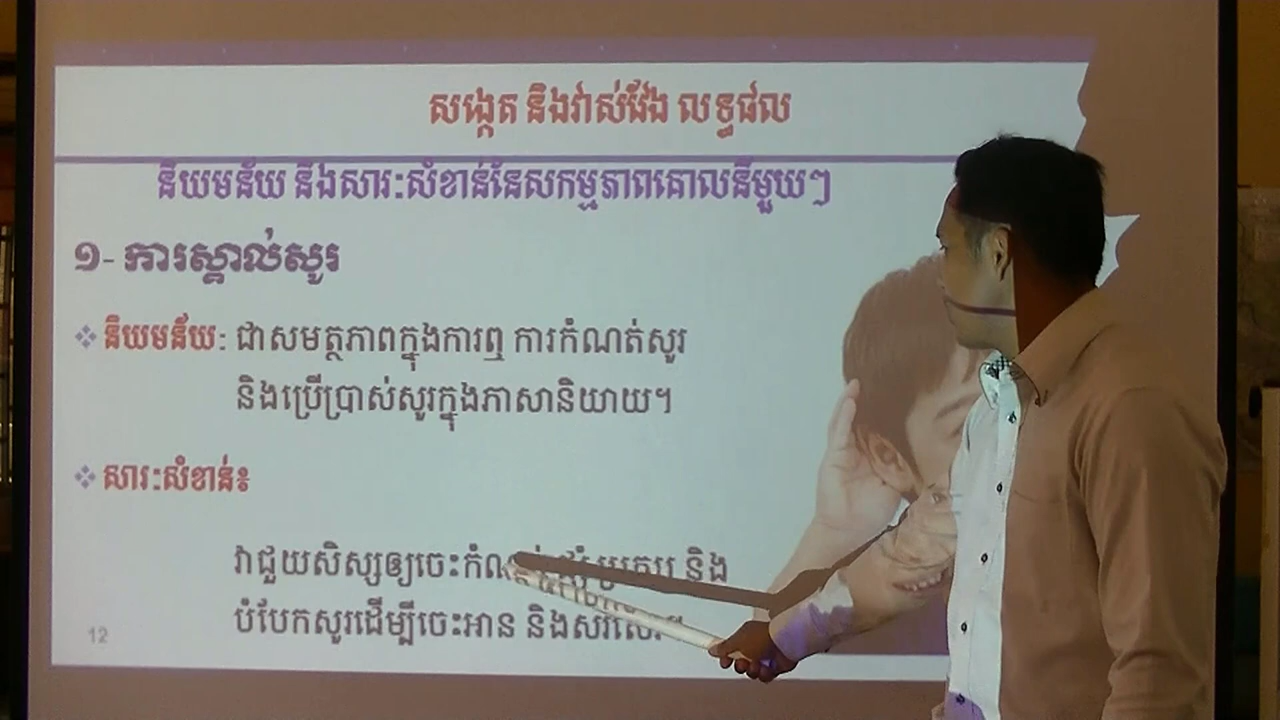 សង្កេត និងវាស់វែង លទ្ធផល
និយមន័យ និងសារៈសំខាន់នៃសកម្មភាពគោលនីមួយៗ
១- ការស្គាល់សូរ
និយមន័យ: ជាសមត្ថភាពក្នុងការឮ ការកំណត់សូរ
និងប្រើប្រាស់សូរក្នុងភាសានិយាយ។
សារៈសំខាន់៖
វាជួយសិស្សឲ្យចេះកំណត់ និង
បំបែកសូរដើម្បីចេះអាន និងសរសេរ។
12